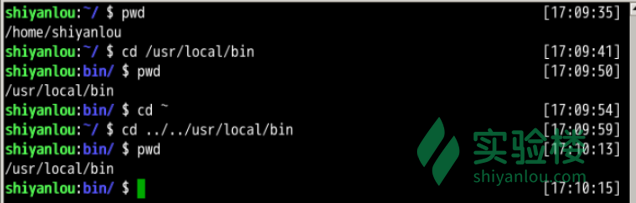 shiyanlou:~/ $ pwd [17:09:35]
/home/shiyanlou
shiyanlou:~/ $ cd /usr/local/bin [17:09:41]
shiyanlou:bin/ $ pwd [17:09:50]
/usr/local/bin
shiyanlou:bin/ $ cd ~ [17:09:54]
shiyanlou:~/ $ cd ../../usr/local/bin [17:09:59]
shiyanlou:bin/ $ pwd [17:10:13]
/usr/local/bin
shiyanlou:bin/ $ [17:10:15]
实验楼
shiyanlou.com